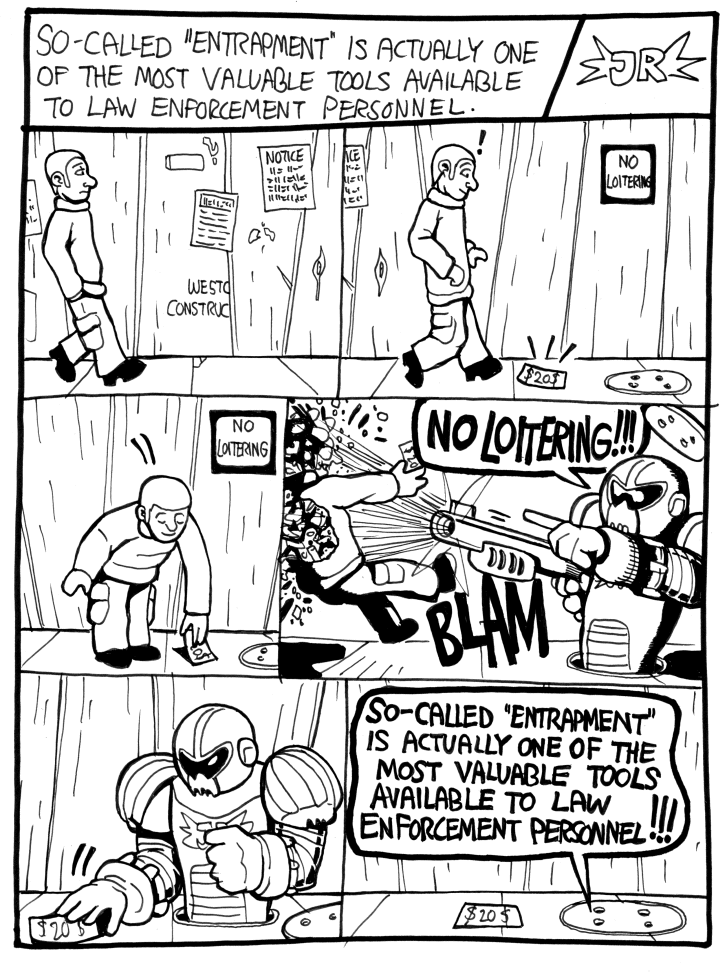 SO-CALLED "ENTRAPMENT" IS ACTUALLY ONE
OF THE MOST VALUABLE TOOLS AVAILABLE
TO LAW ENFORCEMENT PERSONNEL.
JR
NOTICE
WESTC
CONSTRUC
ICE
!
NO
LOITERING
$20$
NO
LOITERING
NO LOITERING!!!
BLAM
$20$
SO-CALLED "ENTRAPMENT"
IS ACTUALLY ONE OF THE
MOST VALUABLE TOOLS
AVAILABLE TO LAW
ENFORCEMENT PERSONNEL!!!
$20$